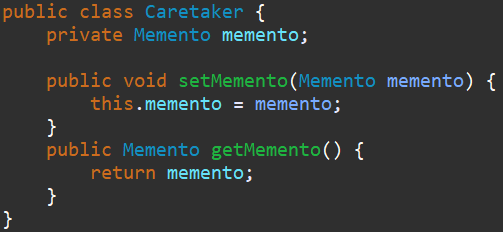 public class Caretaker {
    private Memento memento;

    public void setMemento(Memento memento) {
        this.memento = memento;
    }
    public Memento getMemento() {
        return memento;
    }
}